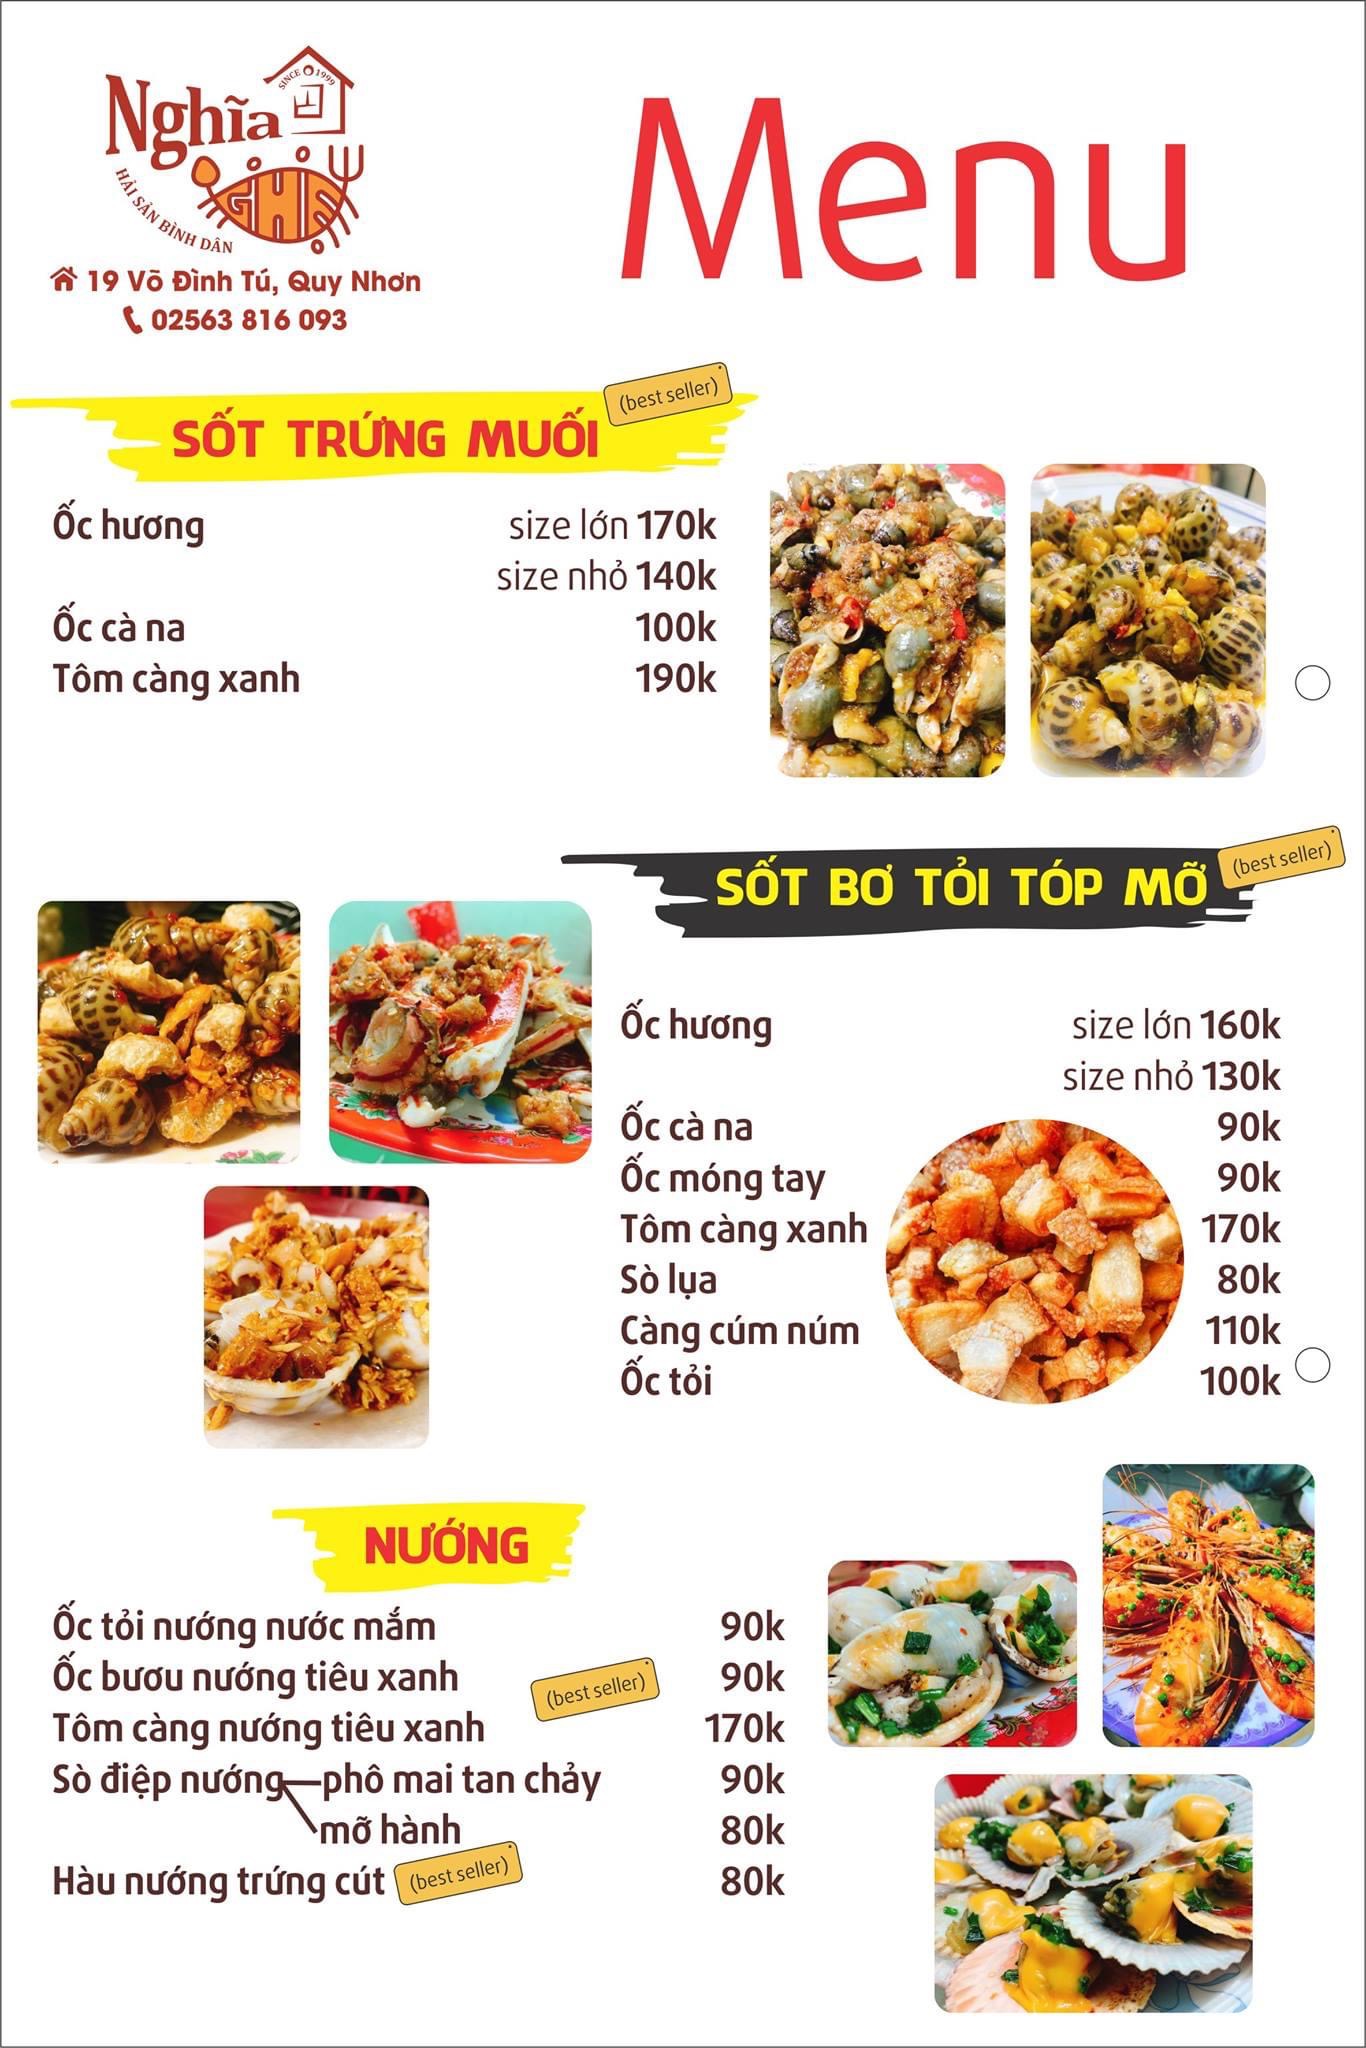 Nghĩa
SINCE 1999
GHẸ
HẢI SẢN BÌNH DÂN
19 Võ Đình Tú, Quy Nhơn
02563 816 093
Menu
SỐT TRỨNG MUỐI (best seller)
Ốc hương size lớn 170k
size nhỏ 140k
Ốc cà na 100k
Tôm càng xanh 190k
SỐT BƠ TỎI TÓP MỠ (best seller)
Ốc hương size lớn 160k
size nhỏ 130k
Ốc cà na 90k
Ốc móng tay 90k
Tôm càng xanh 170k
Sò lụa 80k
Càng cúm núm 110k
Ốc tỏi 100k
NƯỚNG
Ốc tỏi nướng nước mắm 90k
Ốc bươu nướng tiêu xanh (best seller) 90k
Tôm càng nướng tiêu xanh 170k
Sò điệp nướng phô mai tan chảy 90k
mỡ hành 80k
Hàu nướng trứng cút (best seller) 80k